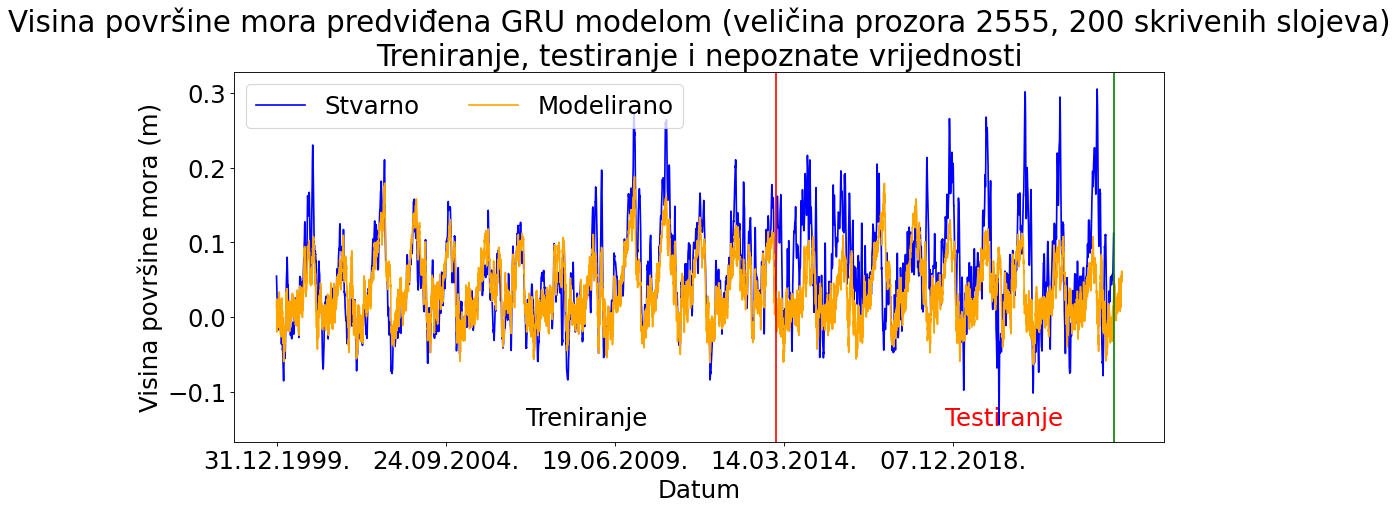 Visina površine mora predviđena GRU modelom (veličina prozora 2555, 200 skrivenih slojeva)
Treniranje, testiranje i nepoznate vrijednosti
Stvarno
Modelirano
Visina površine mora (m)
0.3
0.2
0.1
0.0
−0.1
Treniranje
Testiranje
31.12.1999.
24.09.2004.
19.06.2009.
14.03.2014.
07.12.2018.
Datum